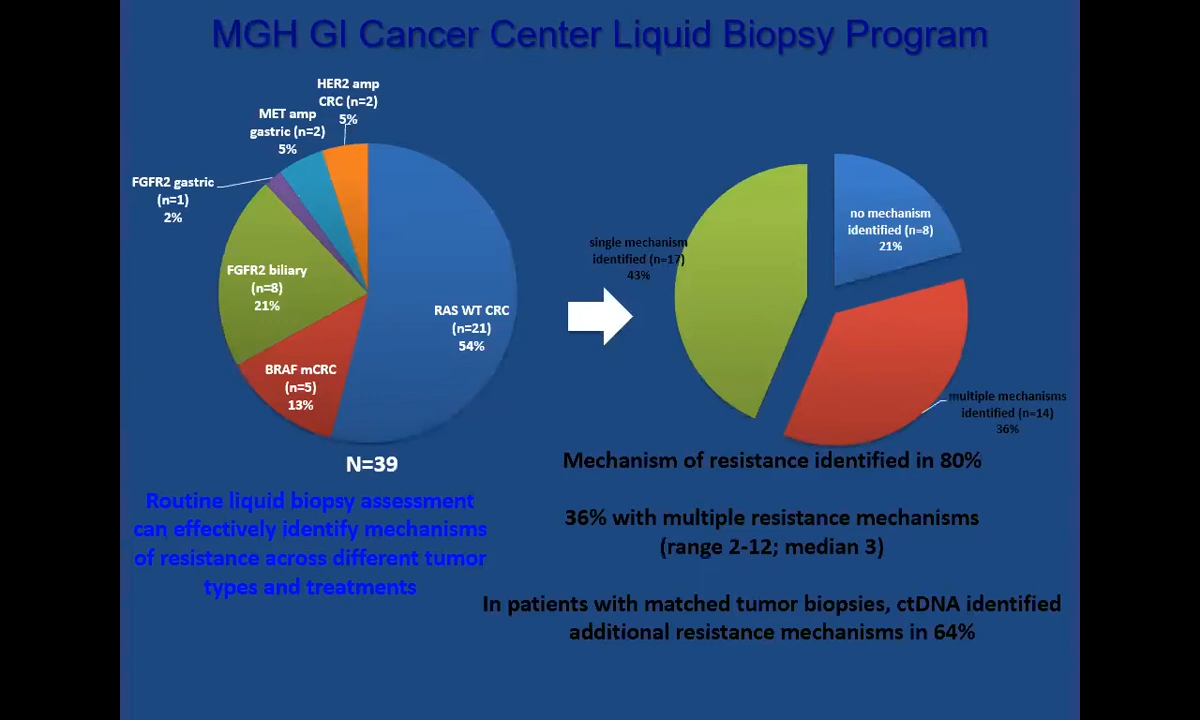 MGH GI Cancer Center Liquid Biopsy Program
HER2 amp
CRC (n=2)
5%
MET amp
gastric (n=2)
5%
FGFR2 gastric
(n=1)
2%
FGFR2 biliary
(n=8)
21%
BRAF mCRC
(n=5)
13%
RAS WT CRC
(n=21)
54%
N=39
Routine liquid biopsy assessment
can effectively identify mechanisms
of resistance across different tumor
types and treatments
single mechanism
identified (n=17)
43%
no mechanism
identified (n=8)
21%
multiple mechanisms
identified (n=14)
36%
Mechanism of resistance identified in 80%
36% with multiple resistance mechanisms
(range 2-12; median 3)
In patients with matched tumor biopsies, ctDNA identified
additional resistance mechanisms in 64%